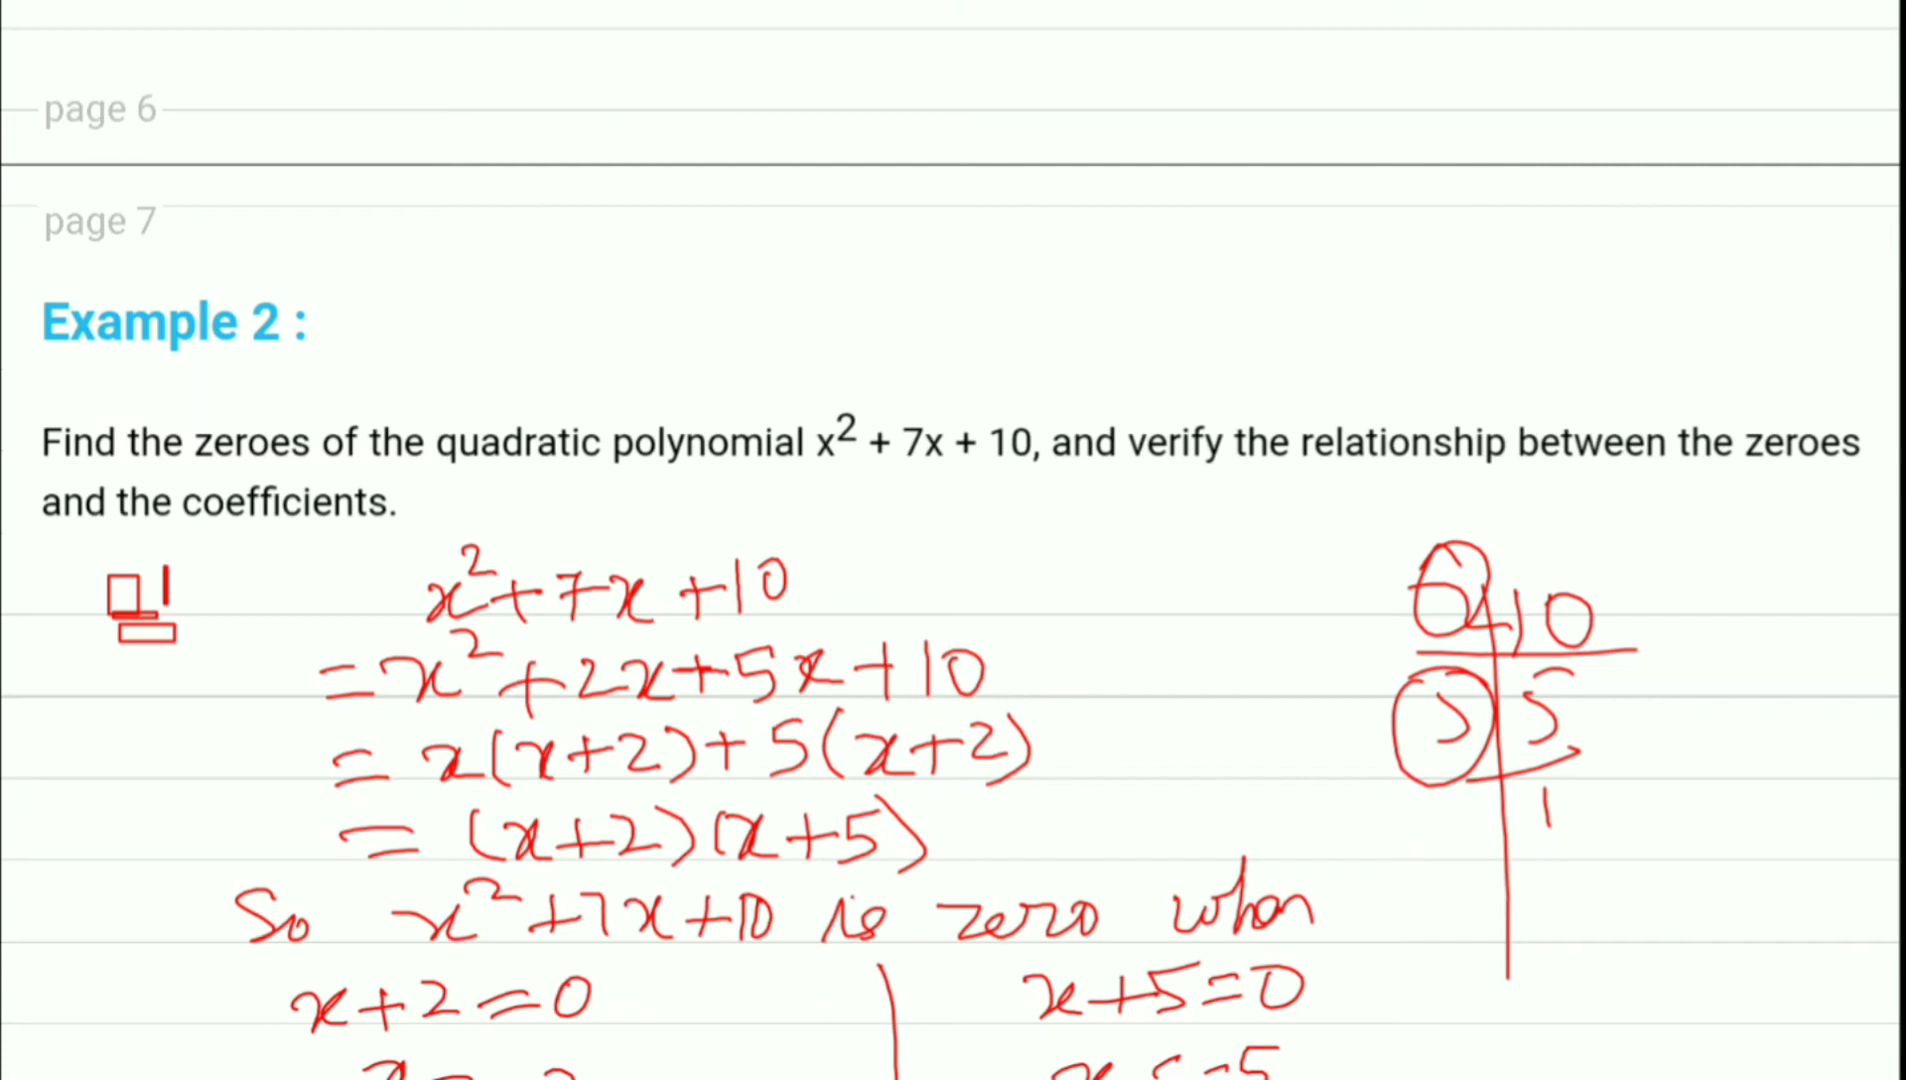 page 6
page 7
Example 2 :
Find the zeroes of the quadratic polynomial x² + 7x + 10, and verify the relationship between the zeroes
and the coefficients.
x²+7x+10
=x²+2x+5x+10
= x(x+2)+5(x+2)
= (x+2)(x+5)
So x²+7x+10 is zero when
x+2=0
x+5=0
10
5
5
1